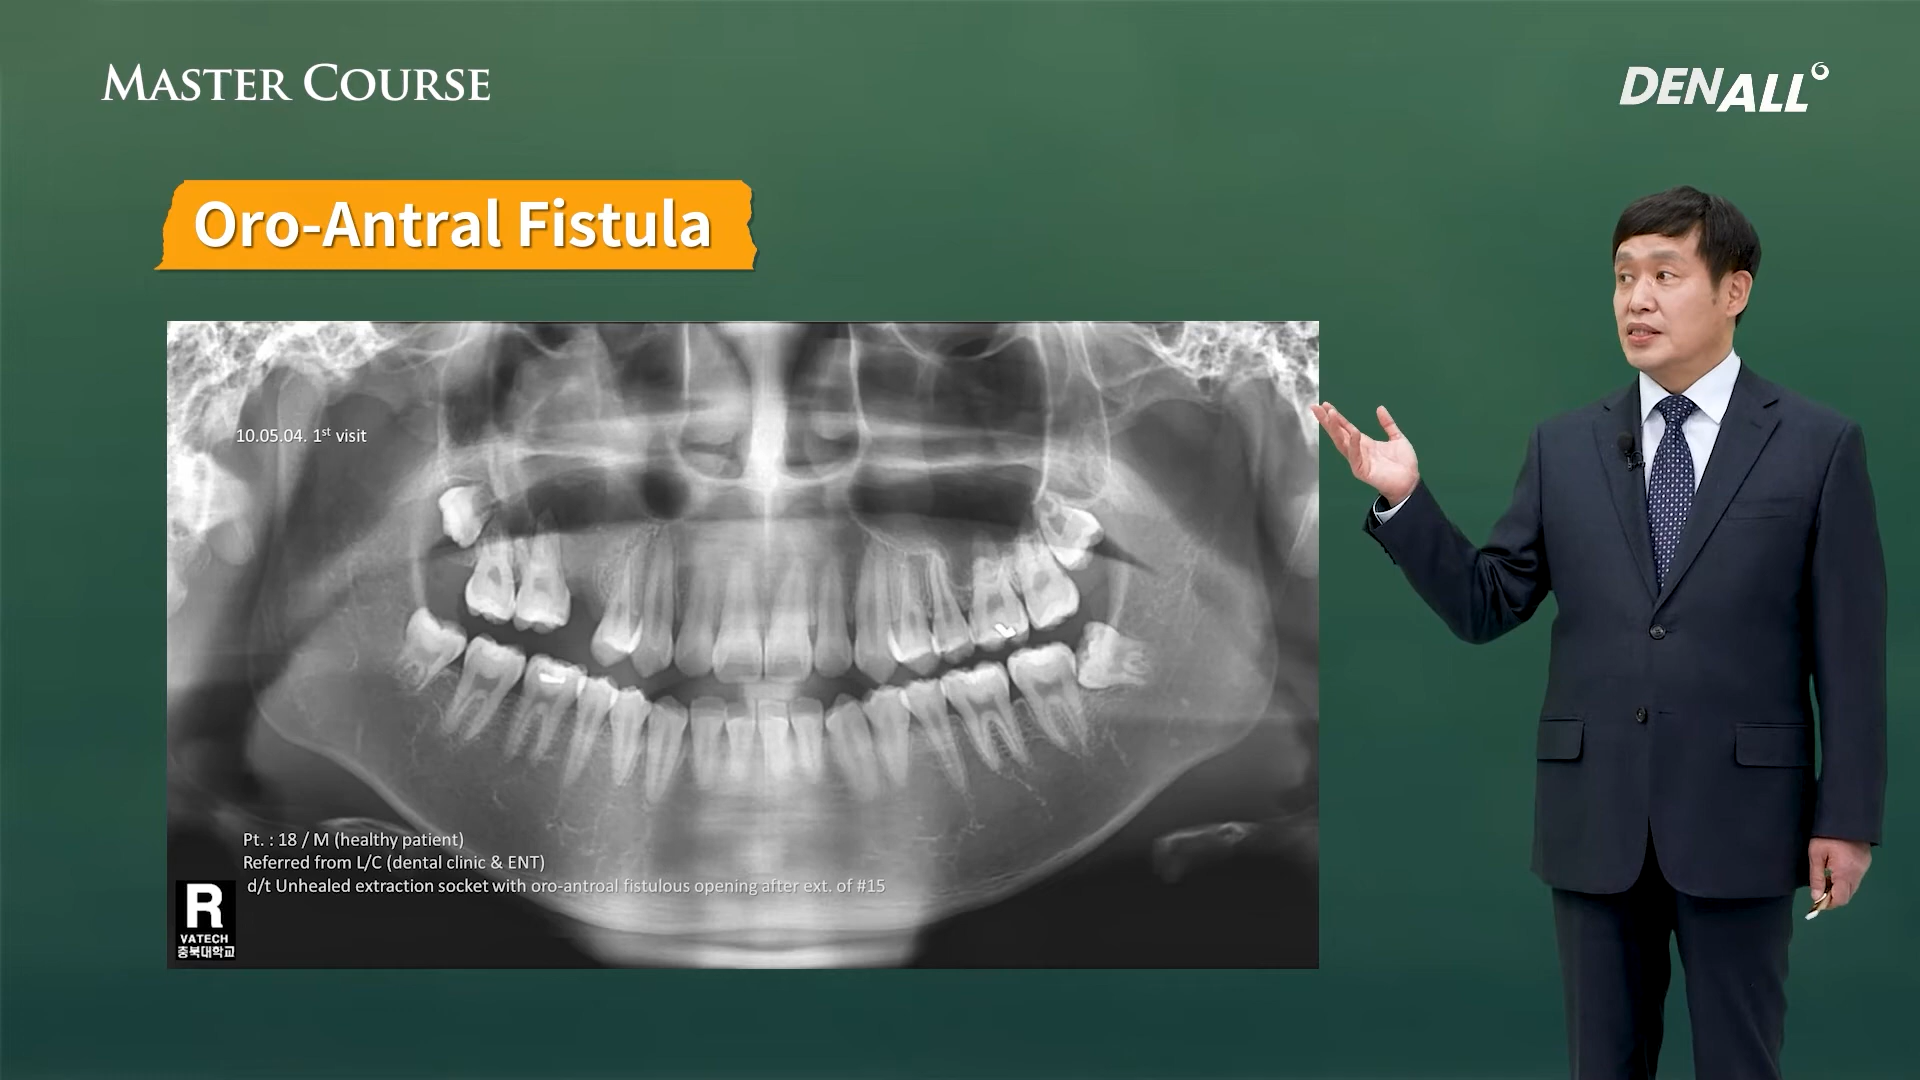 MASTER COURSE
DENALL
Oro-Antral Fistula
10.05.04. 1st visit
Pt. : 18 / M (healthy patient)
Referred from L/C (dental clinic & ENT)
d/t Unhealed extraction socket with oro-antroal fistulous opening after ext. of #15
R
VATECH
충북대학교